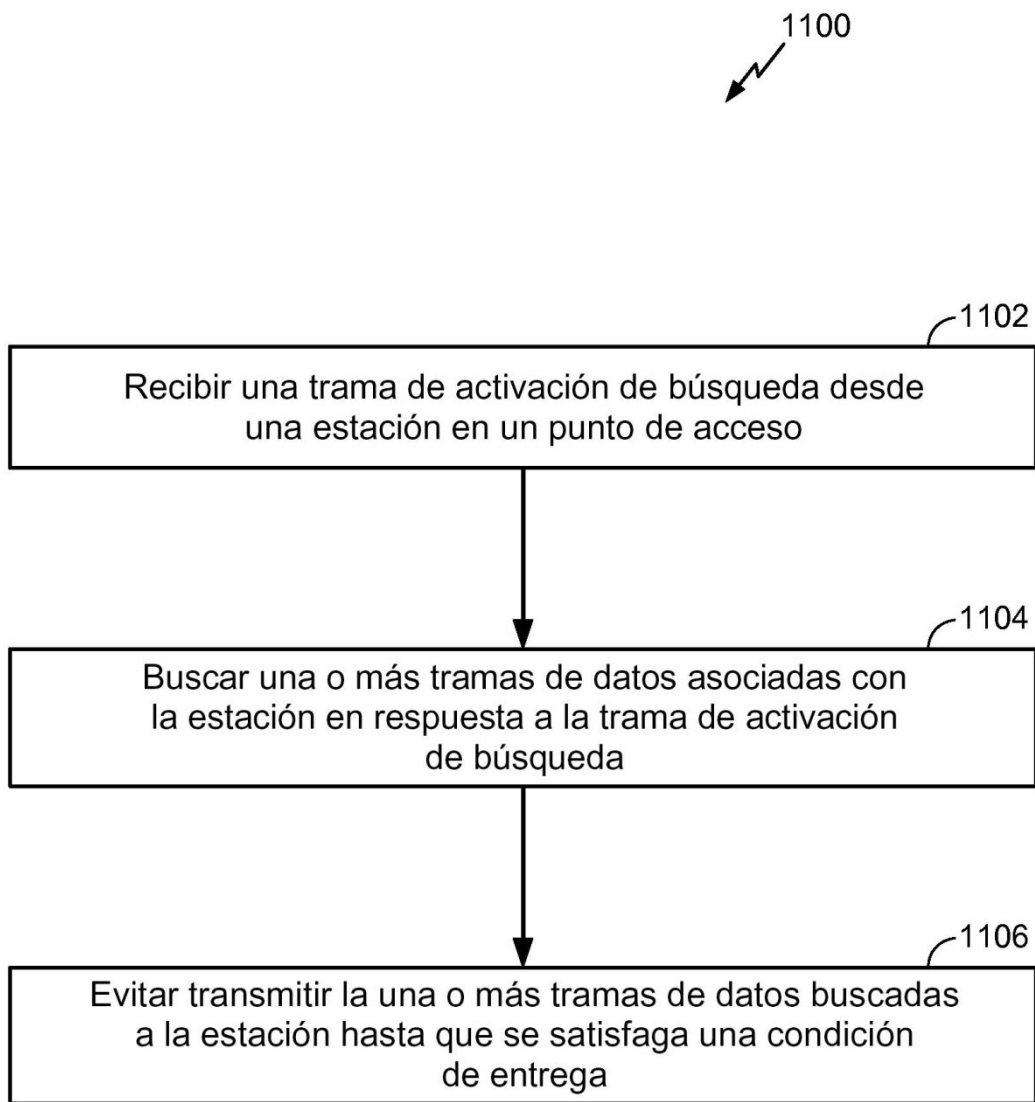 1100
1102
Recibir una trama de activación de búsqueda desde
una estación en un punto de acceso
1104
Buscar una o más tramas de datos asociadas con
la estación en respuesta a la trama de activación
de búsqueda
1106
Evitar transmitir la una o más tramas de datos buscadas
a la estación hasta que se satisfaga una condición
de entrega